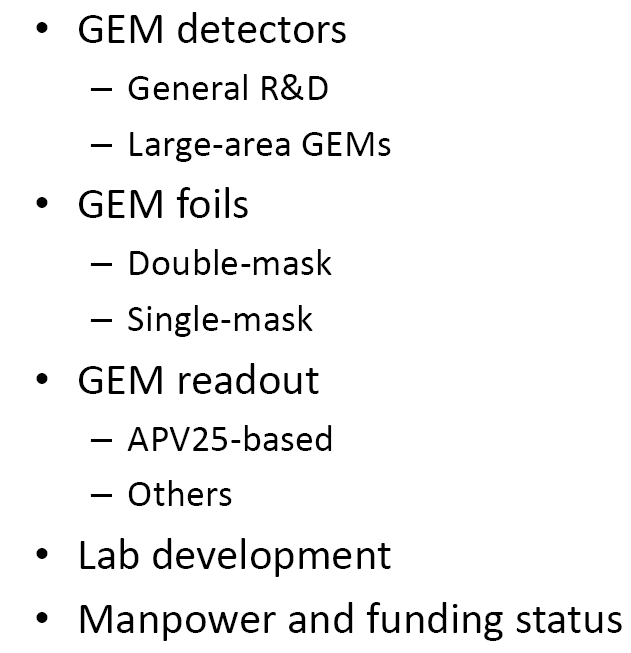 • GEM detectors
– General R&D
– Large-area GEMs
• GEM foils
– Double-mask
– Single-mask
• GEM readout
– APV25-based
– Others
• Lab development
• Manpower and funding status